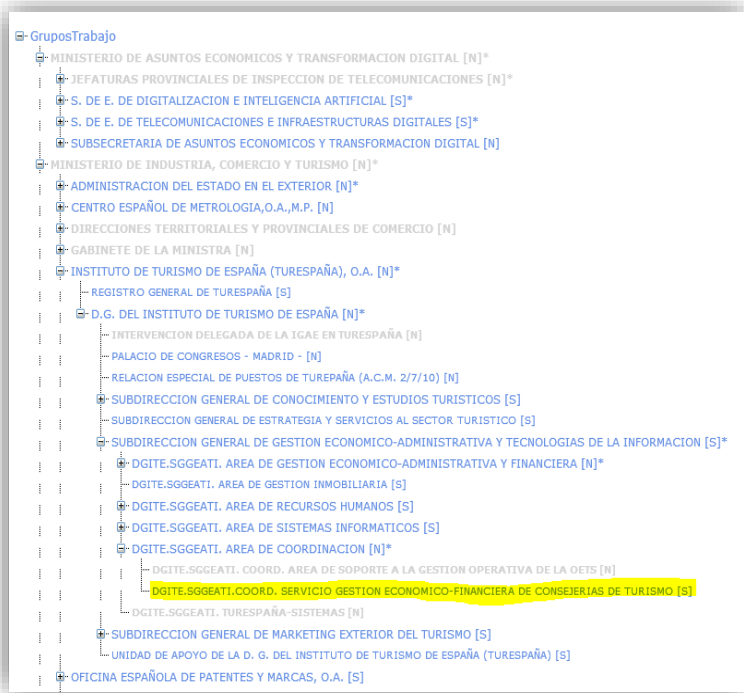 GruposTrabajo
MINISTERIO DE ASUNTOS ECONOMICOS Y TRANSFORMACION DIGITAL [N]*
JEFATURAS PROVINCIALES DE INSPECCION DE TELECOMUNICACIONES [N]*
S. DE E. DE DIGITALIZACION E INTELIGENCIA ARTIFICIAL [S]*
S. DE E. DE TELECOMUNICACIONES E INFRAESTRUCTURAS DIGITALES [S]*
SUBSECRETARIA DE ASUNTOS ECONOMICOS Y TRANSFORMACION DIGITAL [N]
MINISTERIO DE INDUSTRIA, COMERCIO Y TURISMO [N]*
ADMINISTRACION DEL ESTADO EN EL EXTERIOR [N]*
CENTRO ESPAÑOL DE METROLOGIA,O.A.,M.P. [N]
DIRECCIONES TERRITORIALES Y PROVINCIALES DE COMERCIO [N]
GABINETE DE LA MINISTRA [N]
INSTITUTO DE TURISMO DE ESPAÑA (TURESPAÑA), O.A. [N]*
REGISTRO GENERAL DE TURESPAÑA [S]
D.G. DEL INSTITUTO DE TURISMO DE ESPAÑA [N]*
INTERVENCION DELEGADA DE LA IGAE EN TURESPAÑA [N]
PALACIO DE CONGRESOS - MADRID - [N]
RELACION ESPECIAL DE PUESTOS DE TUREPAÑA (A.C.M. 2/7/10) [N]
SUBDIRECCION GENERAL DE CONOCIMIENTO Y ESTUDIOS TURISTICOS [S]
SUBDIRECCION GENERAL DE ESTRATEGIA Y SERVICIOS AL SECTOR TURISTICO [S]
SUBDIRECCION GENERAL DE GESTION ECONOMICO-ADMINISTRATIVA Y TECNOLOGIAS DE LA INFORMACION [S]*
DGITE.SGGEATI. AREA DE GESTION ECONOMICO-ADMINISTRATIVA Y FINANCIERA [N]*
DGITE.SGGEATI. AREA DE GESTION INMOBILIARIA [S]
DGITE.SGGEATI. AREA DE RECURSOS HUMANOS [S]
DGITE.SGGEATI. AREA DE SISTEMAS INFORMATICOS [S]
DGITE.SGGEATI. AREA DE COORDINACION [N]*
DGITE.SGGEATI. COORD. AREA DE SOPORTE A LA GESTION OPERATIVA DE LA OETS [N]
DGITE.SGGEATI.COORD. SERVICIO GESTION ECONOMICO-FINANCIERA DE CONSEJERIAS DE TURISMO [S]
DGITE.SGGEATI. TURESPAÑA-SISTEMAS [N]
SUBDIRECCION GENERAL DE MARKETING EXTERIOR DEL TURISMO [S]
UNIDAD DE APOYO DE LA D. G. DEL INSTITUTO DE TURISMO DE ESPAÑA (TURESPAÑA) [S]
OFICINA ESPAÑOLA DE PATENTES Y MARCAS, O.A. [S]